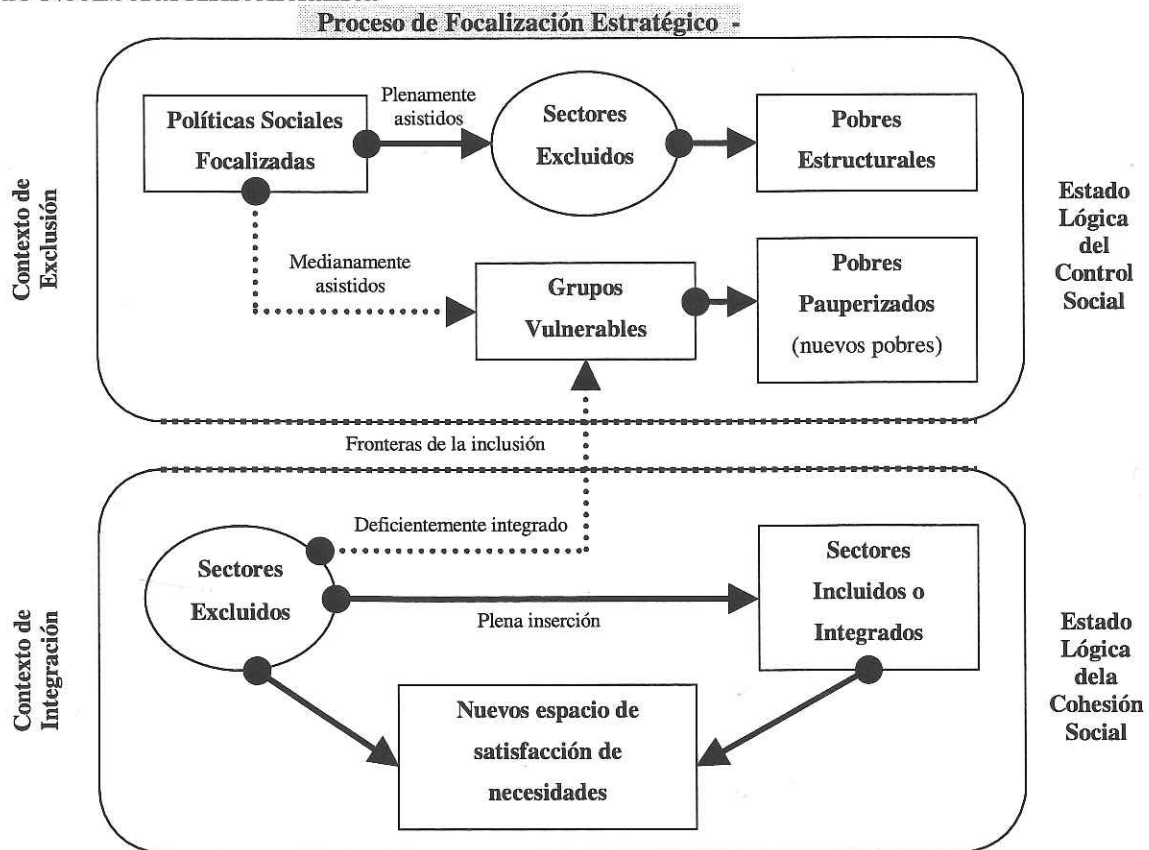 Proceso de Focalización Estratégico -
Contexto de
Exclusión
Políticas Sociales
Focalizadas
Plenamente
asistidos
Sectores
Excluidos
Pobres
Estructurales
Medianamente
asistidos
Grupos
Vulnerables
Pobres
Pauperizados
(nuevos pobres)
Estado
Lógica
del
Control
Social
Fronteras de la inclusión
Contexto de
Integración
Deficientemente integrado
Sectores
Excluidos
Plena inserción
Sectores
Incluidos o
Integrados
Nuevos espacio de
satisfacción de
necesidades
Estado
Lógica
dela
Cohesión
Social